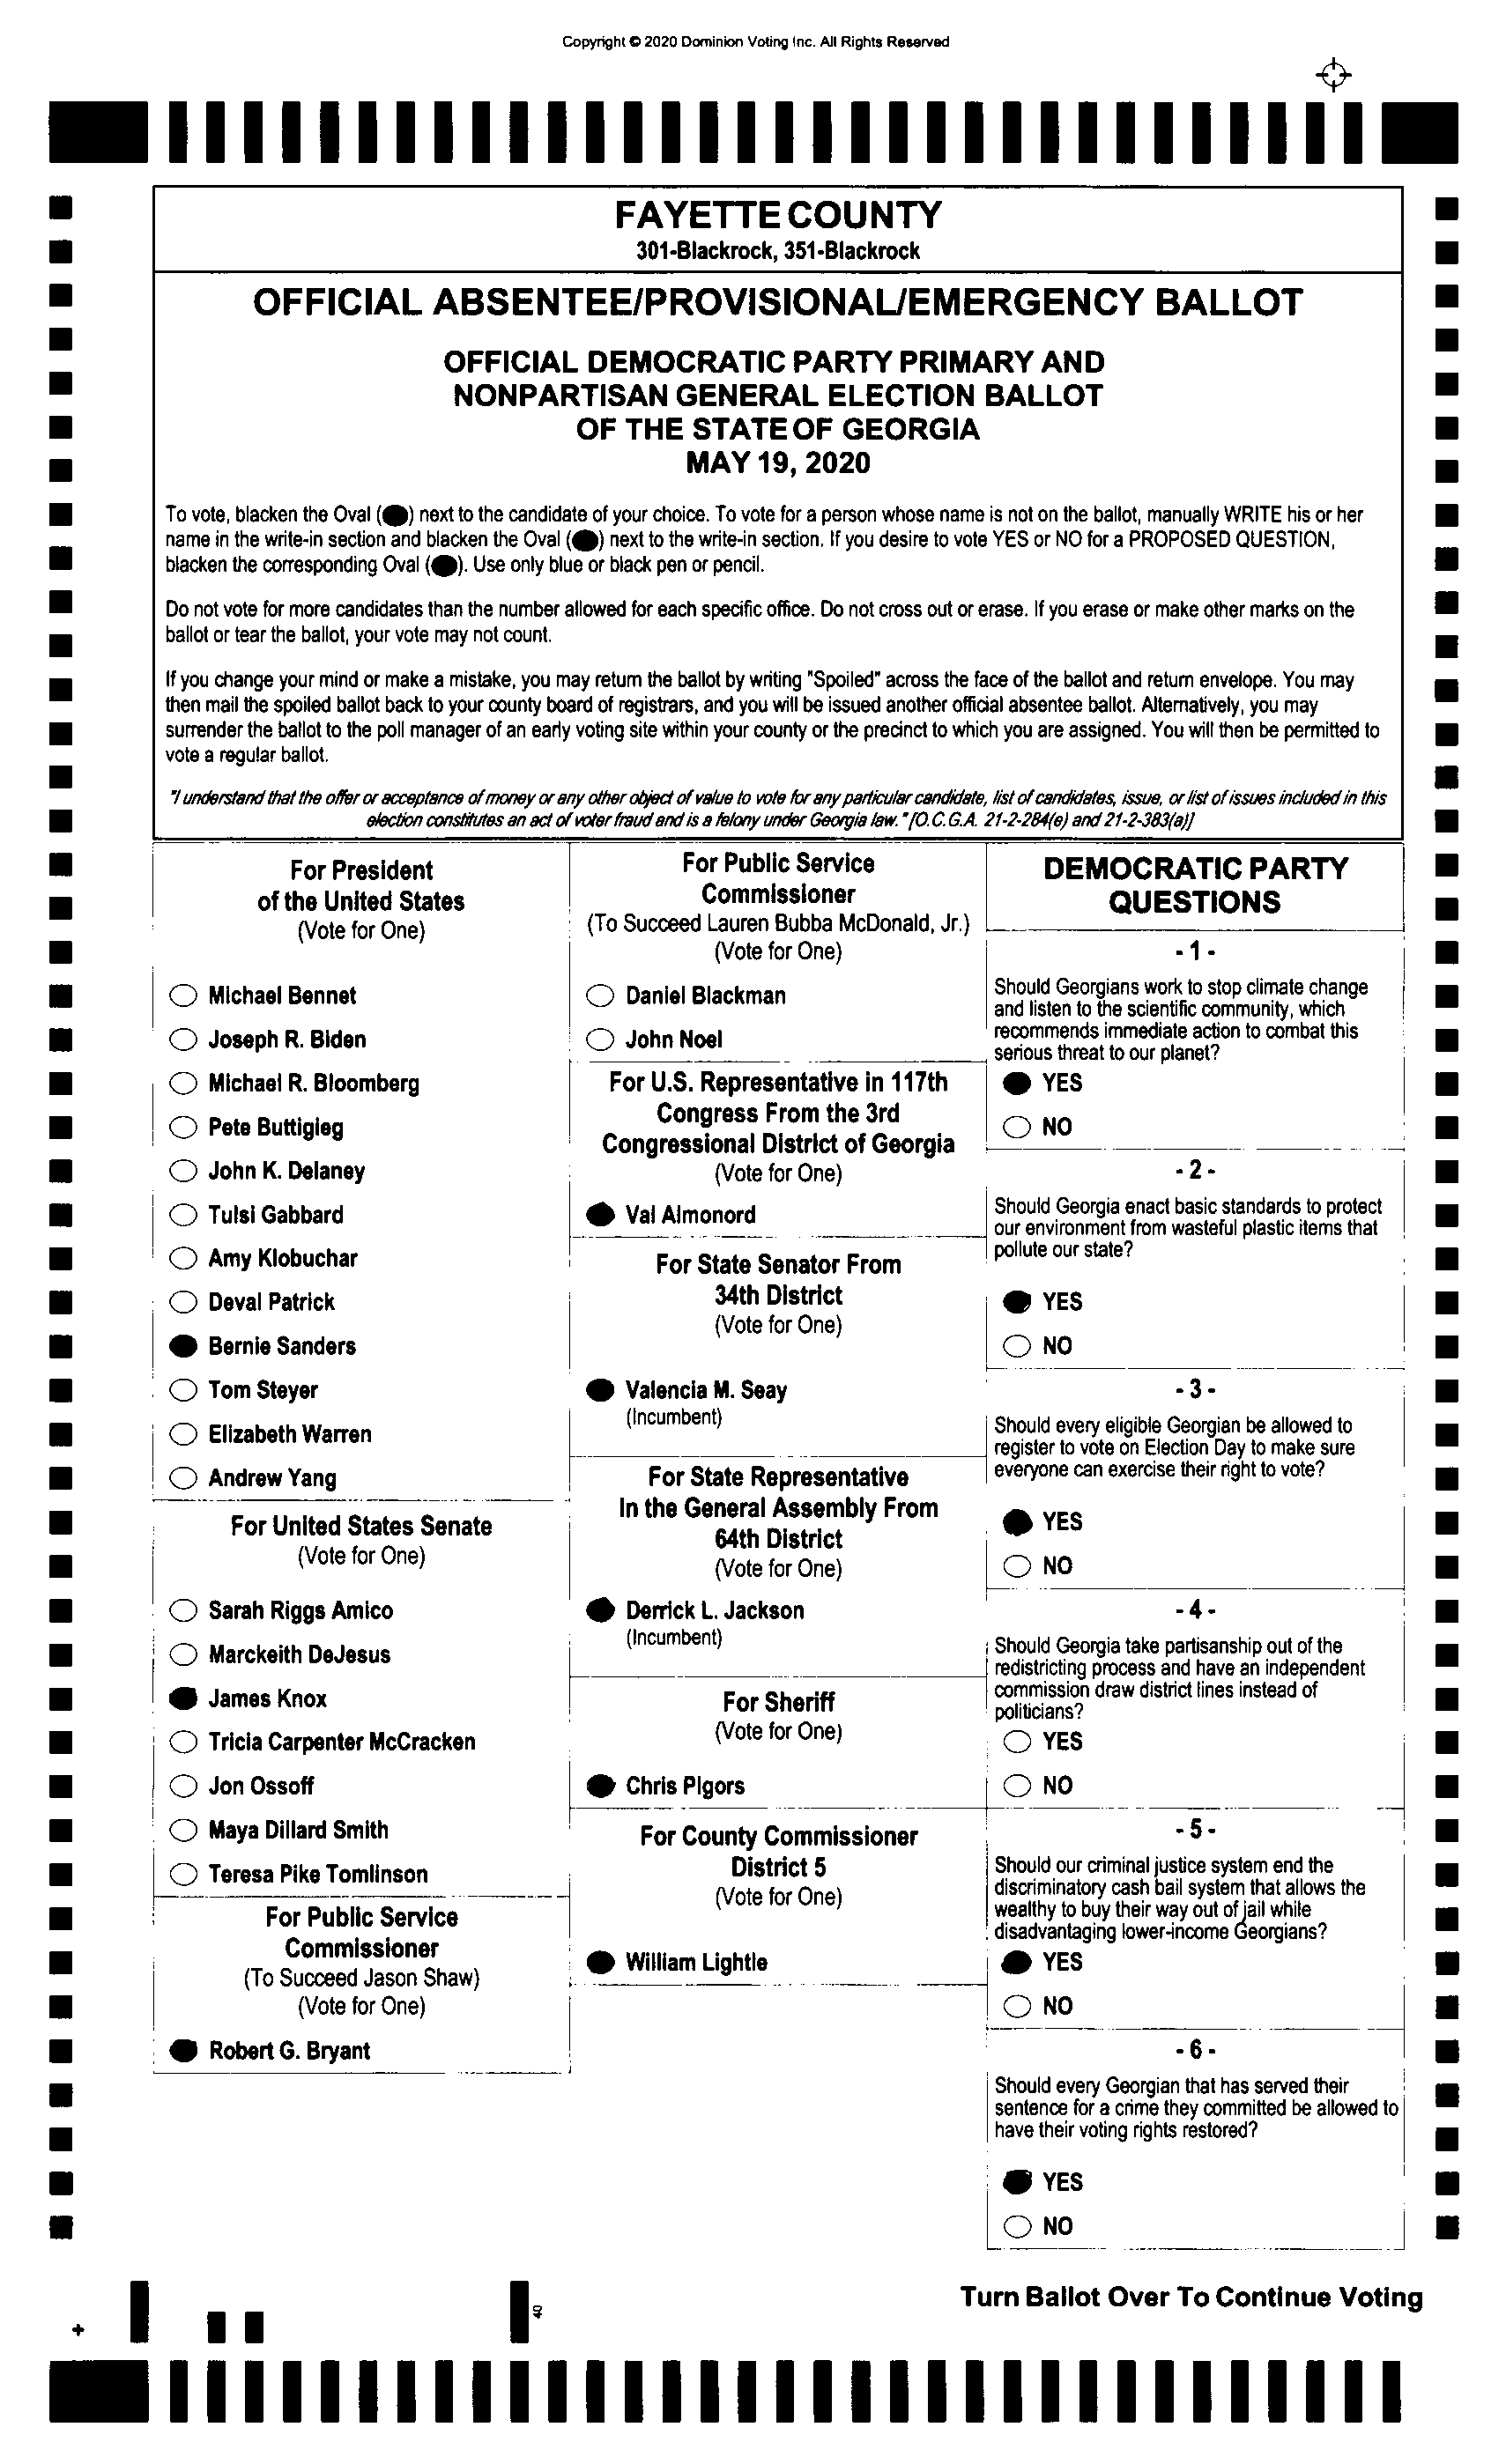 Copyright © 2020 Dominion Voting Inc. All Rights Reserved
FAYETTE COUNTY
301-Blackrock, 351-Blackrock
OFFICIAL ABSENTEE/PROVISIONAL/EMERGENCY BALLOT
OFFICIAL DEMOCRATIC PARTY PRIMARY AND
NONPARTISAN GENERAL ELECTION BALLOT
OF THE STATE OF GEORGIA
MAY 19, 2020
To vote, blacken the Oval (⬬) next to the candidate of your choice. To vote for a person whose name is not on the ballot, manually WRITE his or her
name in the write-in section and blacken the Oval (⬬) next to the write-in section. If you desire to vote YES or NO for a PROPOSED QUESTION,
blacken the corresponding Oval (⬬). Use only blue or black pen or pencil.
Do not vote for more candidates than the number allowed for each specific office. Do not cross out or erase. If you erase or make other marks on the
ballot or tear the ballot, your vote may not count.
If you change your mind or make a mistake, you may return the ballot by writing "Spoiled" across the face of the ballot and return envelope. You may
then mail the spoiled ballot back to your county board of registrars, and you will be issued another official absentee ballot. Alternatively, you may
surrender the ballot to the poll manager of an early voting site within your county or the precinct to which you are assigned. You will then be permitted to
vote a regular ballot.
"I understand that the offer or acceptance of money or any other object of value to vote for any particular candidate, list of candidates, issue, or list of issues included in this
election constitutes an act of voter fraud and is a felony under Georgia law." [O.C.G.A. 21-2-284(e) and 21-2-383(a)]
For President
of the United States
(Vote for One)
Michael Bennet
Joseph R. Biden
Michael R. Bloomberg
Pete Buttigieg
John K. Delaney
Tulsi Gabbard
Amy Klobuchar
Deval Patrick
Bernie Sanders
Tom Steyer
Elizabeth Warren
Andrew Yang
For United States Senate
(Vote for One)
Sarah Riggs Amico
Marckeith DeJesus
James Knox
Tricia Carpenter McCracken
Jon Ossoff
Maya Dillard Smith
Teresa Pike Tomlinson
For Public Service
Commissioner
(To Succeed Jason Shaw)
(Vote for One)
Robert G. Bryant
For Public Service
Commissioner
(To Succeed Lauren Bubba McDonald, Jr.)
(Vote for One)
Daniel Blackman
John Noel
For U.S. Representative in 117th
Congress From the 3rd
Congressional District of Georgia
(Vote for One)
Val Almonord
For State Senator From
34th District
(Vote for One)
Valencia M. Seay
(Incumbent)
For State Representative
In the General Assembly From
64th District
(Vote for One)
Derrick L. Jackson
(Incumbent)
For Sheriff
(Vote for One)
Chris Pigors
For County Commissioner
District 5
(Vote for One)
William Lightle
DEMOCRATIC PARTY
QUESTIONS
- 1 -
Should Georgians work to stop climate change
and listen to the scientific community, which
recommends immediate action to combat this
serious threat to our planet?
YES
NO
- 2 -
Should Georgia enact basic standards to protect
our environment from wasteful plastic items that
pollute our state?
YES
NO
- 3 -
Should every eligible Georgian be allowed to
register to vote on Election Day to make sure
everyone can exercise their right to vote?
YES
NO
- 4 -
Should Georgia take partisanship out of the
redistricting process and have an independent
commission draw district lines instead of
politicians?
YES
NO
- 5 -
Should our criminal justice system end the
discriminatory cash bail system that allows the
wealthy to buy their way out of jail while
disadvantaging lower-income Georgians?
YES
NO
- 6 -
Should every Georgian that has served their
sentence for a crime they committed be allowed to
have their voting rights restored?
YES
NO
Turn Ballot Over To Continue Voting
40
+